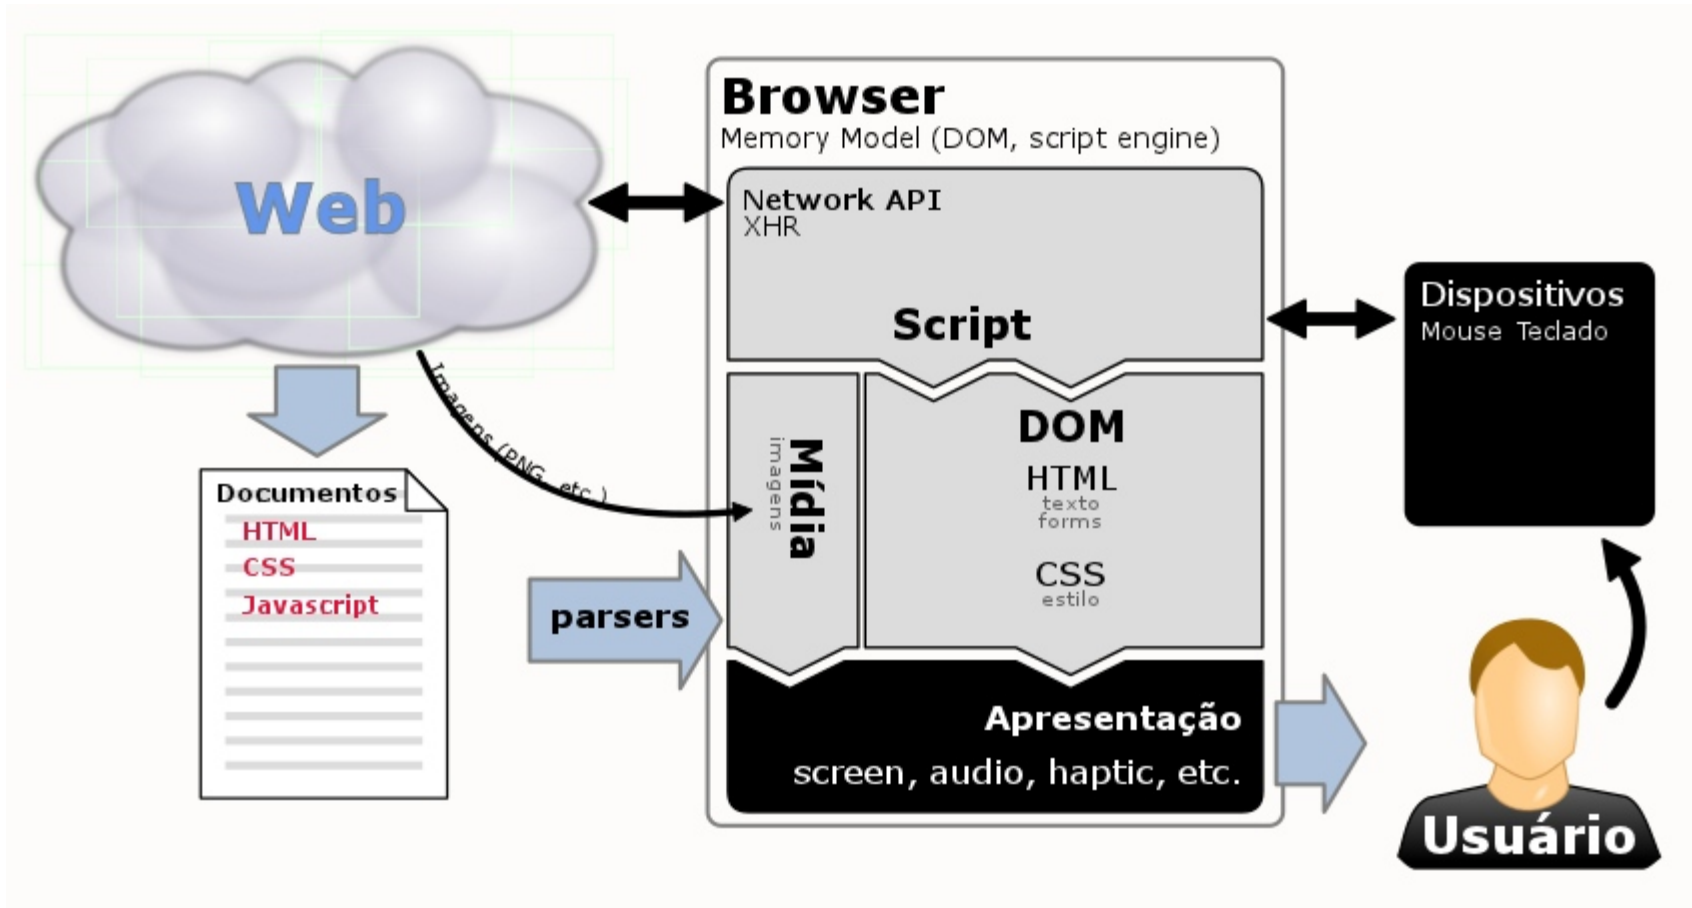 Web
Imagens (PNG, etc.)
Documentos
HTML
CSS
Javascript
parsers
Browser
Memory Model (DOM, script engine)
Network API
XHR
Script
Mídia
imagens
DOM
HTML
texto
forms
CSS
estilo
Apresentação
screen, audio, haptic, etc.
Dispositivos
Mouse Teclado
Usuário